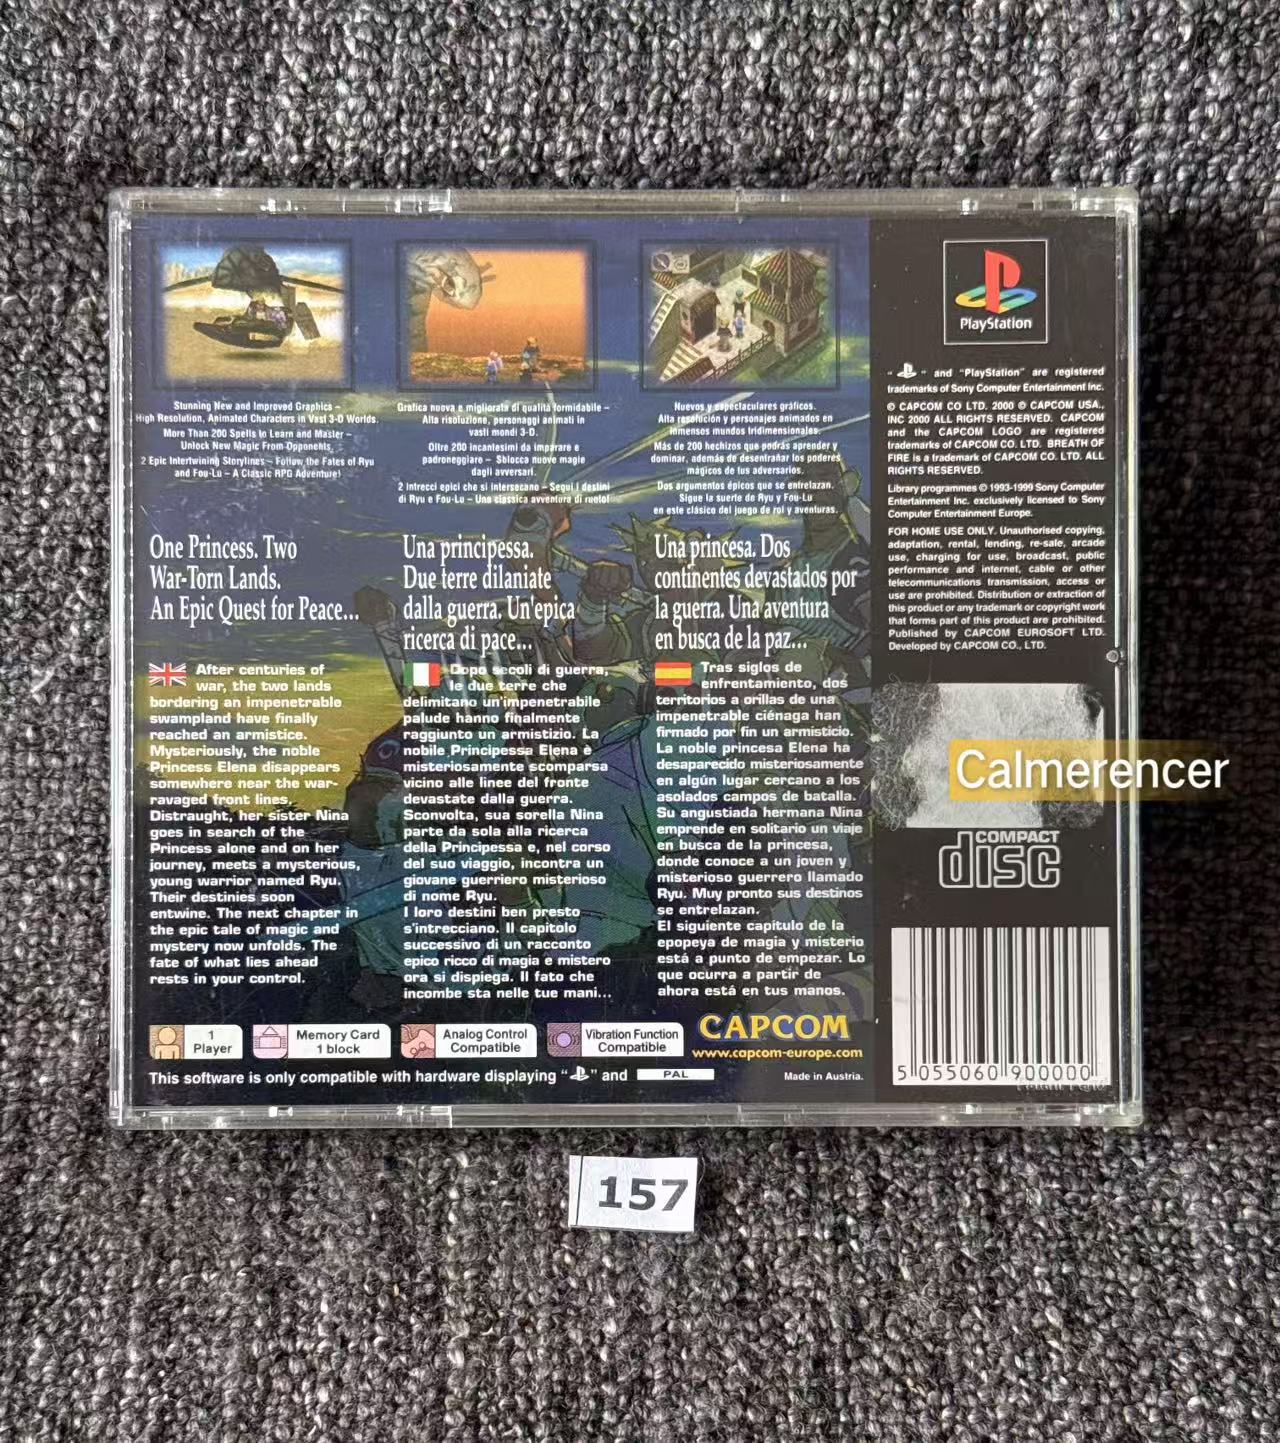 Stunning New and Improved Graphics –
High Resolution, Animated Characters in Vast 3-D Worlds.
More Than 200 Spells to Learn and Master –
Unlock New Magic From Opponents.
2 Epic Intertwining Storylines – Follow the Fates of Ryu
and Fou-Lu – A Classic RPG Adventure!
Grafica nuova e migliorata di qualità formidabile –
Alta risoluzione, personaggi animati in
vasti mondi 3-D.
Oltre 200 incantesimi da imparare e
padroneggiare – Sblocca nuove magie
dagli avversari.
2 intrecci epici che si intersecano – Segui i destini
di Ryu e Fou-Lu – Una classica avventura di ruolo!
Nuevos y espectaculares gráficos.
Alta resolución y personajes animados en
inmensos mundos tridimensionales.
Más de 200 hechizos que podrás aprender y
dominar, además de desentrañar los poderes
mágicos de tus adversarios.
Dos argumentos épicos que se entrelazan.
Sigue la suerte de Ryu y Fou-Lu
en este clásico del juego de rol y aventuras.
One Princess. Two
War-Torn Lands.
An Epic Quest for Peace...
After centuries of
war, the two lands
bordering an impenetrable
swampland have finally
reached an armistice.
Mysteriously, the noble
Princess Elena disappears
somewhere near the war-
ravaged front lines.
Distraught, her sister Nina
goes in search of the
Princess alone and on her
journey, meets a mysterious,
young warrior named Ryu.
Their destinies soon
entwine. The next chapter in
the epic tale of magic and
mystery now unfolds. The
fate of what lies ahead
rests in your control.
Una principessa.
Due terre dilaniate
dalla guerra. Un'epica
ricerca di pace...
Dopo secoli di guerra,
le due terre che
delimitano un'impenetrabile
palude hanno finalmente
raggiunto un armistizio. La
nobile Principessa Elena è
misteriosamente scomparsa
vicino alle linee del fronte
devastate dalla guerra.
Sconvolta, sua sorella Nina
parte da sola alla ricerca
della Principessa e, nel corso
del suo viaggio, incontra un
giovane guerriero misterioso
di nome Ryu.
I loro destini ben presto
s'intrecciano. Il capitolo
successivo di un racconto
epico ricco di magia e mistero
ora si dispiega. Il fato che
incombe sta nelle tue mani...
Una princesa. Dos
continentes devastados por
la guerra. Una aventura
en busca de la paz...
Tras siglos de
enfrentamiento, dos
territorios a orillas de una
impenetrable ciénaga han
firmado por fin un armisticio.
La noble princesa Elena ha
desaparecido misteriosamente
en algún lugar cercano a los
asolados campos de batalla.
Su angustiada hermana Nina
emprende en solitario un viaje
en busca de la princesa,
donde conoce a un joven y
misterioso guerrero llamado
Ryu. Muy pronto sus destinos
se entrelazan.
El siguiente capítulo de la
epopeya de magia y misterio
está a punto de empezar. Lo
que ocurra a partir de
ahora está en tus manos.
PlayStation
" " and "PlayStation" are registered
trademarks of Sony Computer Entertainment Inc.
© CAPCOM CO LTD. 2000 © CAPCOM USA.,
INC 2000 ALL RIGHTS RESERVED. CAPCOM
and the CAPCOM LOGO are registered
trademarks of CAPCOM CO. LTD. BREATH OF
FIRE is a trademark of CAPCOM CO. LTD. ALL
RIGHTS RESERVED.
Library programmes © 1993-1999 Sony Computer
Entertainment Inc. exclusively licensed to Sony
Computer Entertainment Europe.
FOR HOME USE ONLY. Unauthorised copying,
adaptation, rental, lending, re-sale, arcade
use, charging for use, broadcast, public
performance and internet, cable or other
telecommunications transmission, access or
use are prohibited. Distribution or extraction of
this product or any trademark or copyright work
that forms part of this product are prohibited.
Published by CAPCOM EUROSOFT LTD.
Developed by CAPCOM CO., LTD.
Calmerencer
COMPACT
disc
5 055060 900000
1
Player
Memory Card
1 block
Analog Control
Compatible
Vibration Function
Compatible
CAPCOM
www.capcom-europe.com
This software is only compatible with hardware displaying " " and PAL
Made in Austria.
157